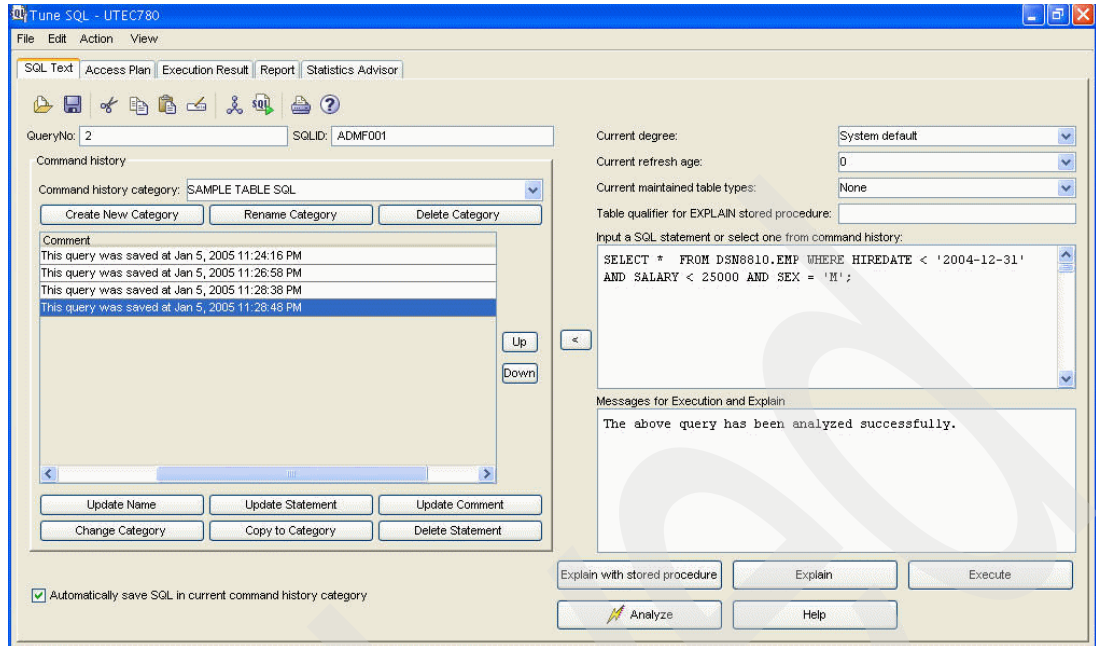 Tune SQL - UTEC780
File Edit Action View
SQL Text Access Plan Execution Result Report Statistics Advisor
SQL
QueryNo: 2 SQLID: ADMF001
Command history
Command history category: SAMPLE TABLE SQL
Create New Category Rename Category Delete Category
Comment
This query was saved at Jan 5, 2005 11:24:16 PM
This query was saved at Jan 5, 2005 11:26:58 PM
This query was saved at Jan 5, 2005 11:28:38 PM
This query was saved at Jan 5, 2005 11:28:48 PM
Up
Down
Update Name Update Statement Update Comment
Change Category Copy to Category Delete Statement
Automatically save SQL in current command history category
Current degree: System default
Current refresh age: 0
Current maintained table types: None
Table qualifier for EXPLAIN stored procedure:
Input a SQL statement or select one from command history:
SELECT * FROM DSN8810.EMP WHERE HIREDATE < '2004-12-31'
AND SALARY < 25000 AND SEX = 'M';
<
Messages for Execution and Explain
The above query has been analyzed successfully.
Explain with stored procedure Explain Execute
Analyze Help